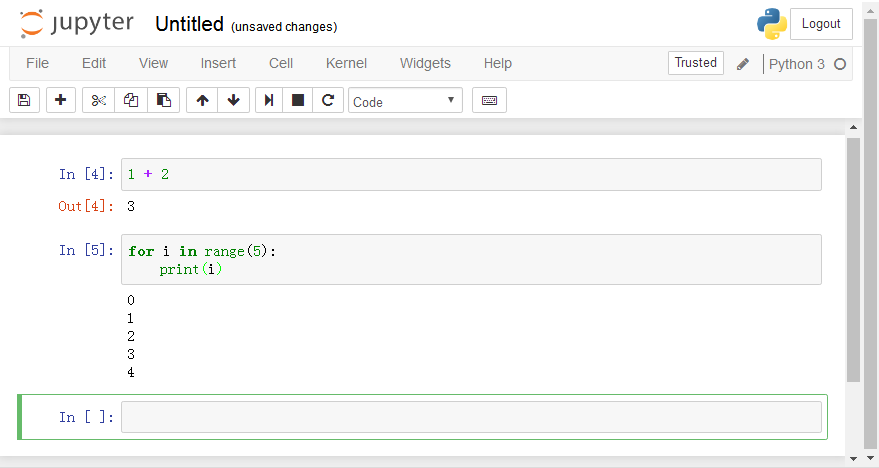 jupyter Untitled (unsaved changes) Logout
File Edit View Insert Cell Kernel Widgets Help Trusted Python 3
Code
In [4]: 1 + 2
Out[4]: 3
In [5]: for i in range(5):
print(i)
0
1
2
3
4
In [ ]: